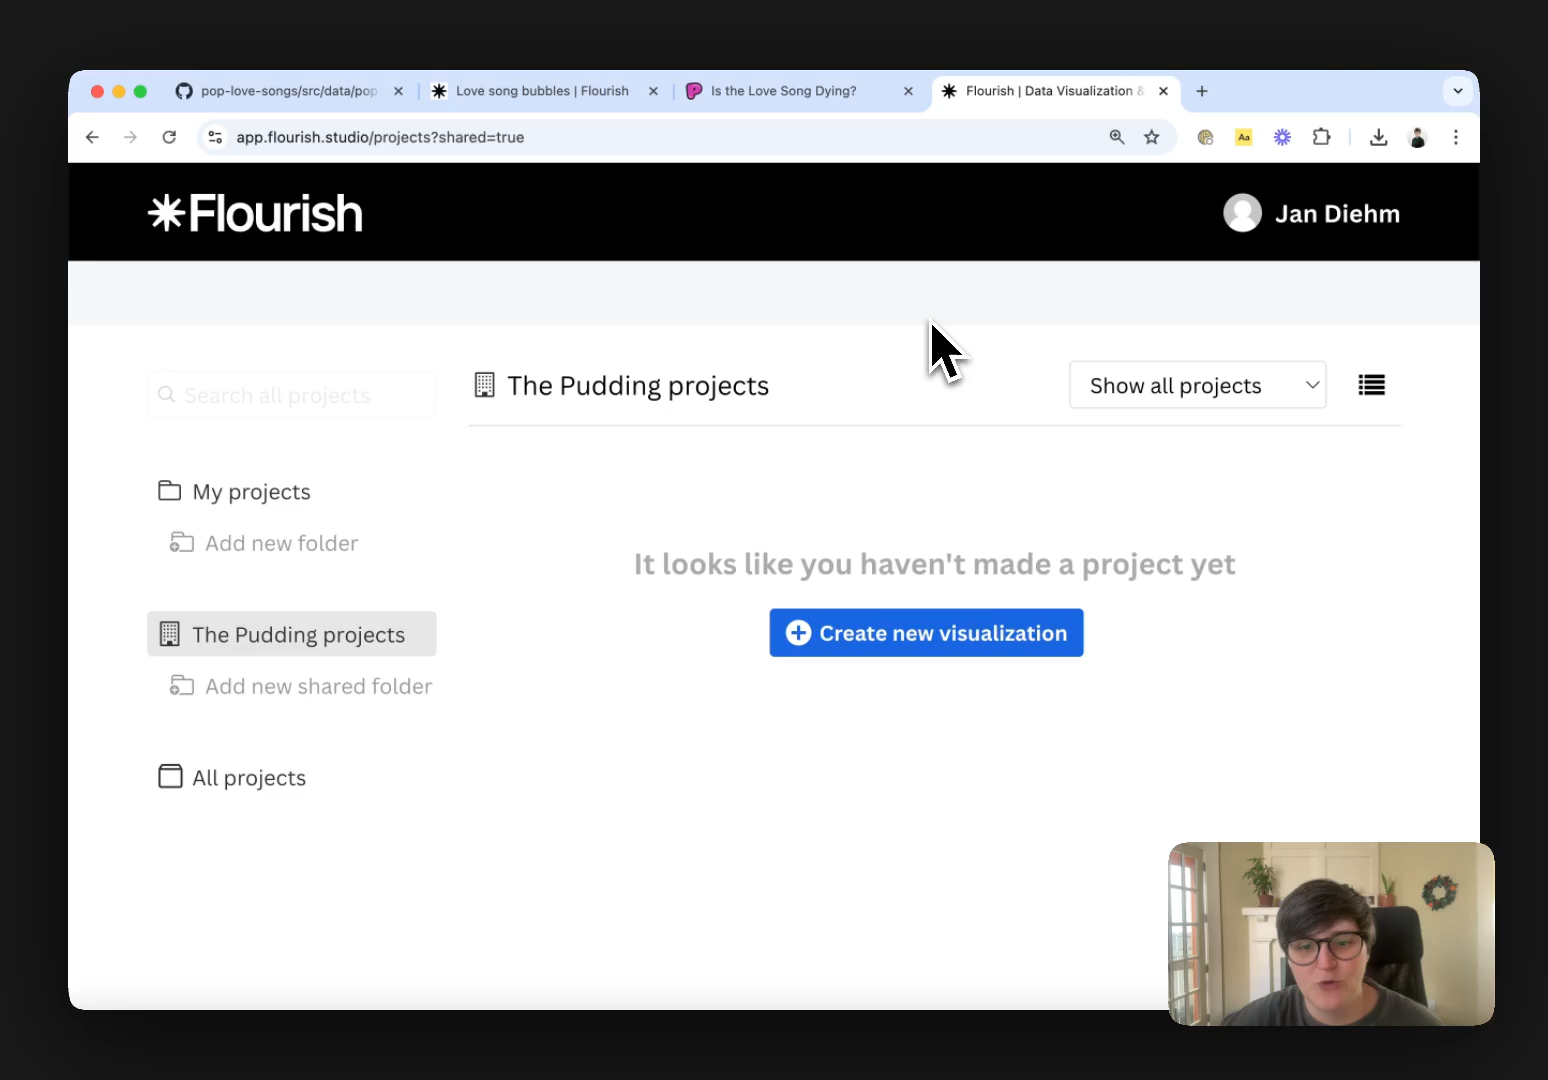 pop-love-songs/src/data/pop
Love song bubbles | Flourish
Is the Love Song Dying?
Flourish | Data Visualization &
app.flourish.studio/projects?shared=true
Aa
Flourish
Jan Diehm
Search all projects
The Pudding projects
Show all projects
My projects
Add new folder
It looks like you haven't made a project yet
Create new visualization
The Pudding projects
Add new shared folder
All projects